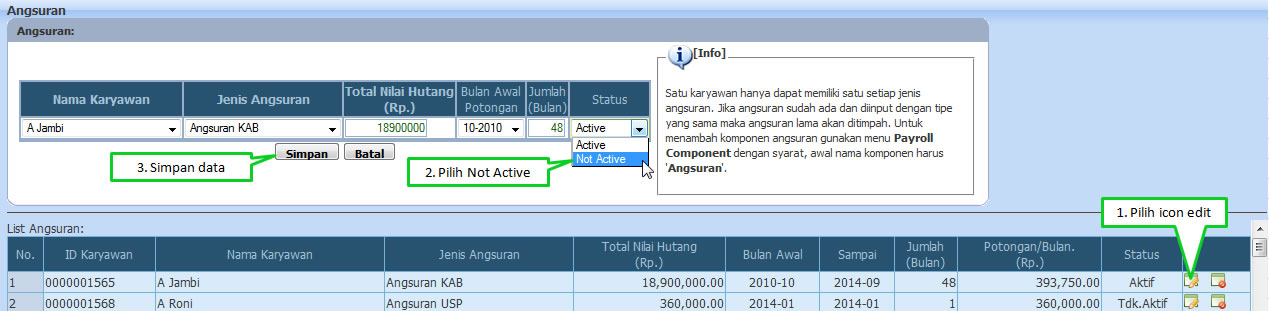 Angsuran
Angsuran:
[Info]
Satu karyawan hanya dapat memiliki satu setiap jenis
angsuran. Jika angsuran sudah ada dan diinput dengan tipe
yang sama maka angsuran lama akan ditimpah. Untuk
menambah komponen angsuran gunakan menu Payroll
Component dengan syarat, awal nama komponen harus
'Angsuran'.
Nama Karyawan Jenis Angsuran Total Nilai Hutang (Rp.) Bulan Awal Potongan Jumlah (Bulan) Status
A Jambi Angsuran KAB 18900000 10-2010 48 Active
Active
Not Active
Simpan Batal
3. Simpan data
2. Pilih Not Active
1. Pilih icon edit
List Angsuran:
No. ID Karyawan Nama Karyawan Jenis Angsuran Total Nilai Hutang (Rp.) Bulan Awal Sampai Jumlah (Bulan) Potongan/Bulan. (Rp.) Status
1 0000001565 A Jambi Angsuran KAB 18,900,000.00 2010-10 2014-09 48 393,750.00 Aktif
2 0000001568 A Roni Angsuran USP 360,000.00 2014-01 2014-01 1 360,000.00 Tdk.Aktif